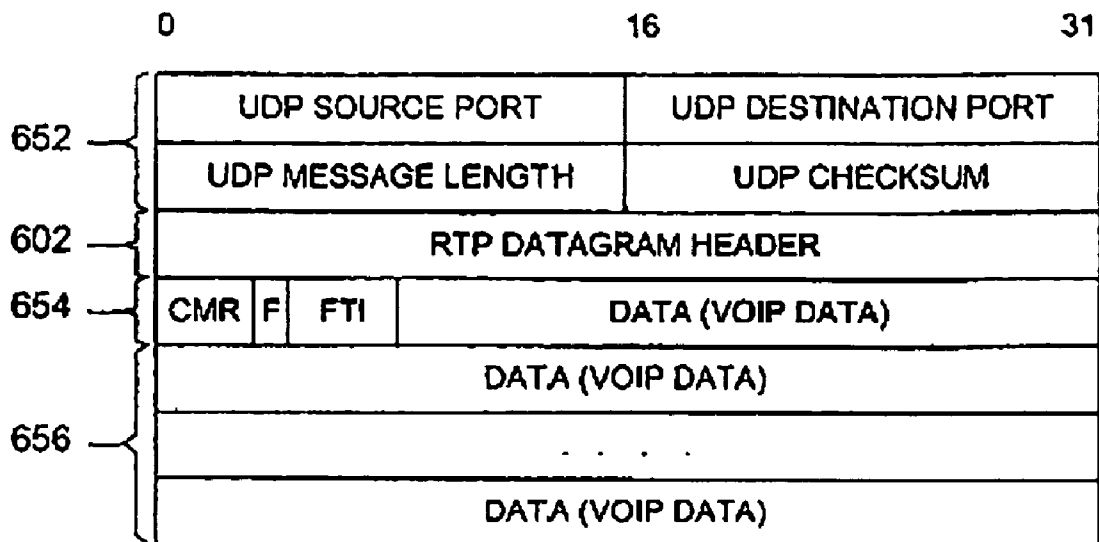 0 16 31
UDP SOURCE PORT UDP DESTINATION PORT
652
UDP MESSAGE LENGTH UDP CHECKSUM
602 RTP DATAGRAM HEADER
654 CMR F FTI DATA (VOIP DATA)
DATA (VOIP DATA)
656 . . . .
DATA (VOIP DATA)